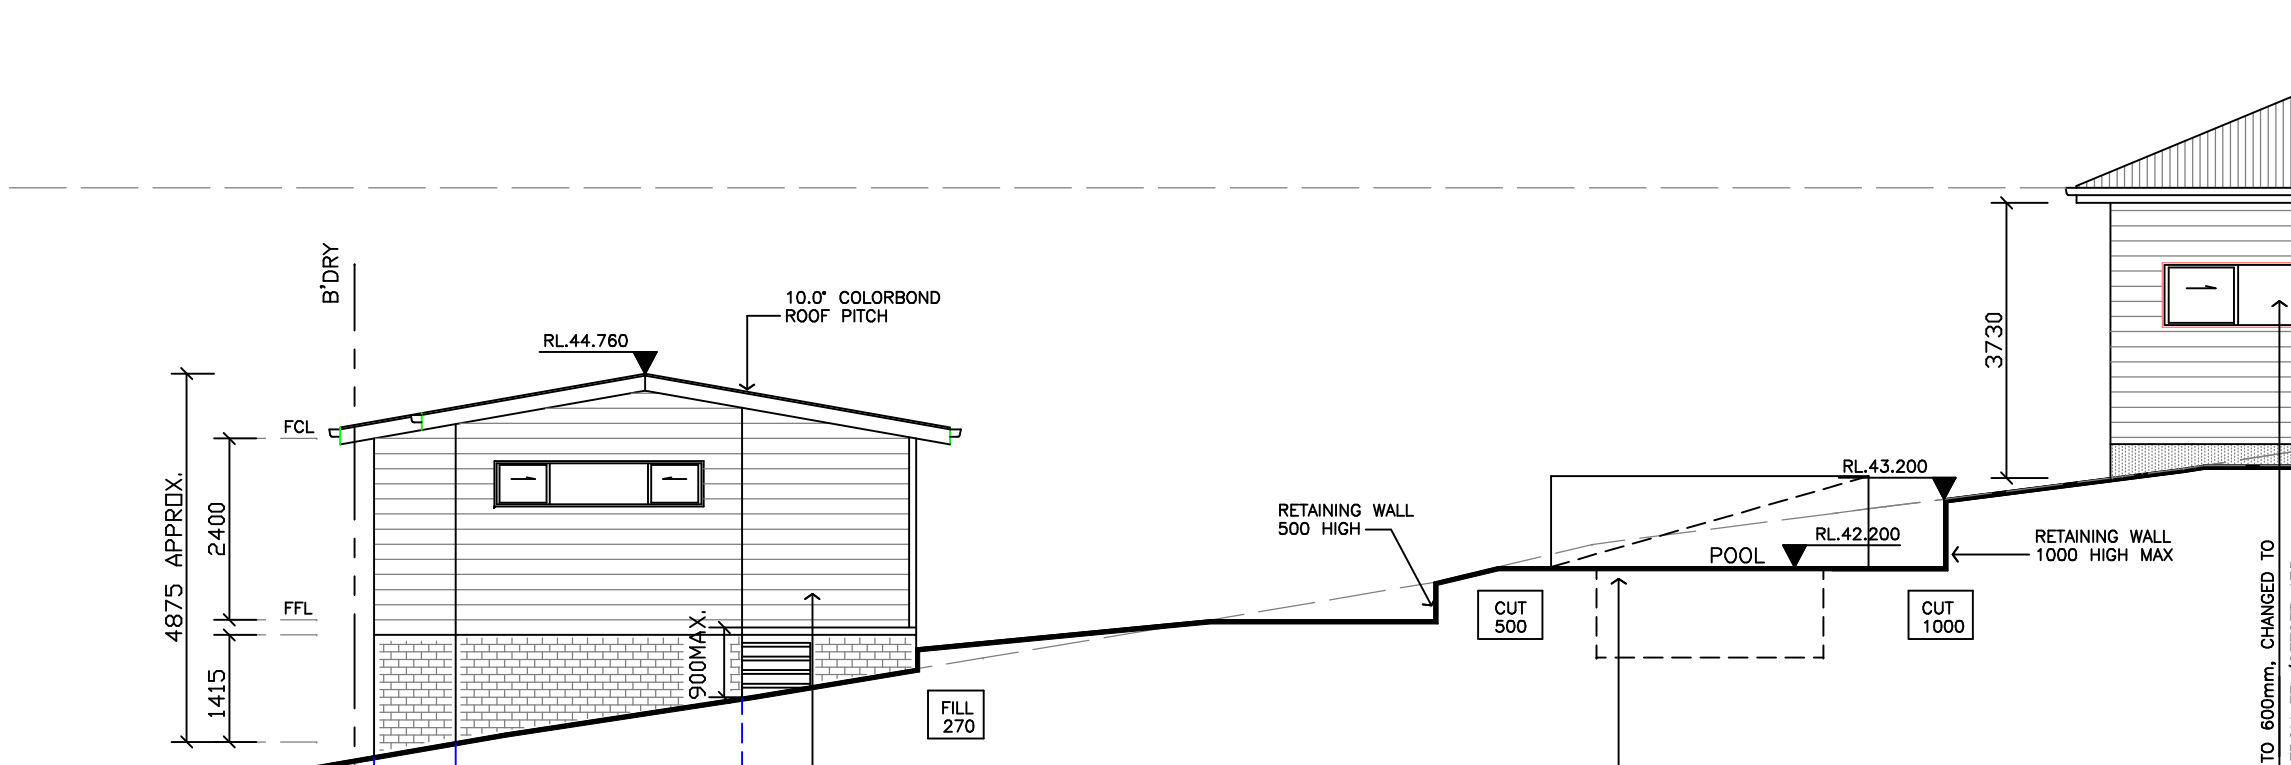 B'DRY
10.0° COLORBOND
ROOF PITCH
RL.44.760
FCL
3730
RL.43.200
4875 APPROX.
2400
RETAINING WALL
500 HIGH
RL.42.200
POOL
RETAINING WALL
1000 HIGH MAX
FFL
CUT
500
CUT
1000
900MAX.
1415
FILL
270
TO 600mm, CHANGED TO